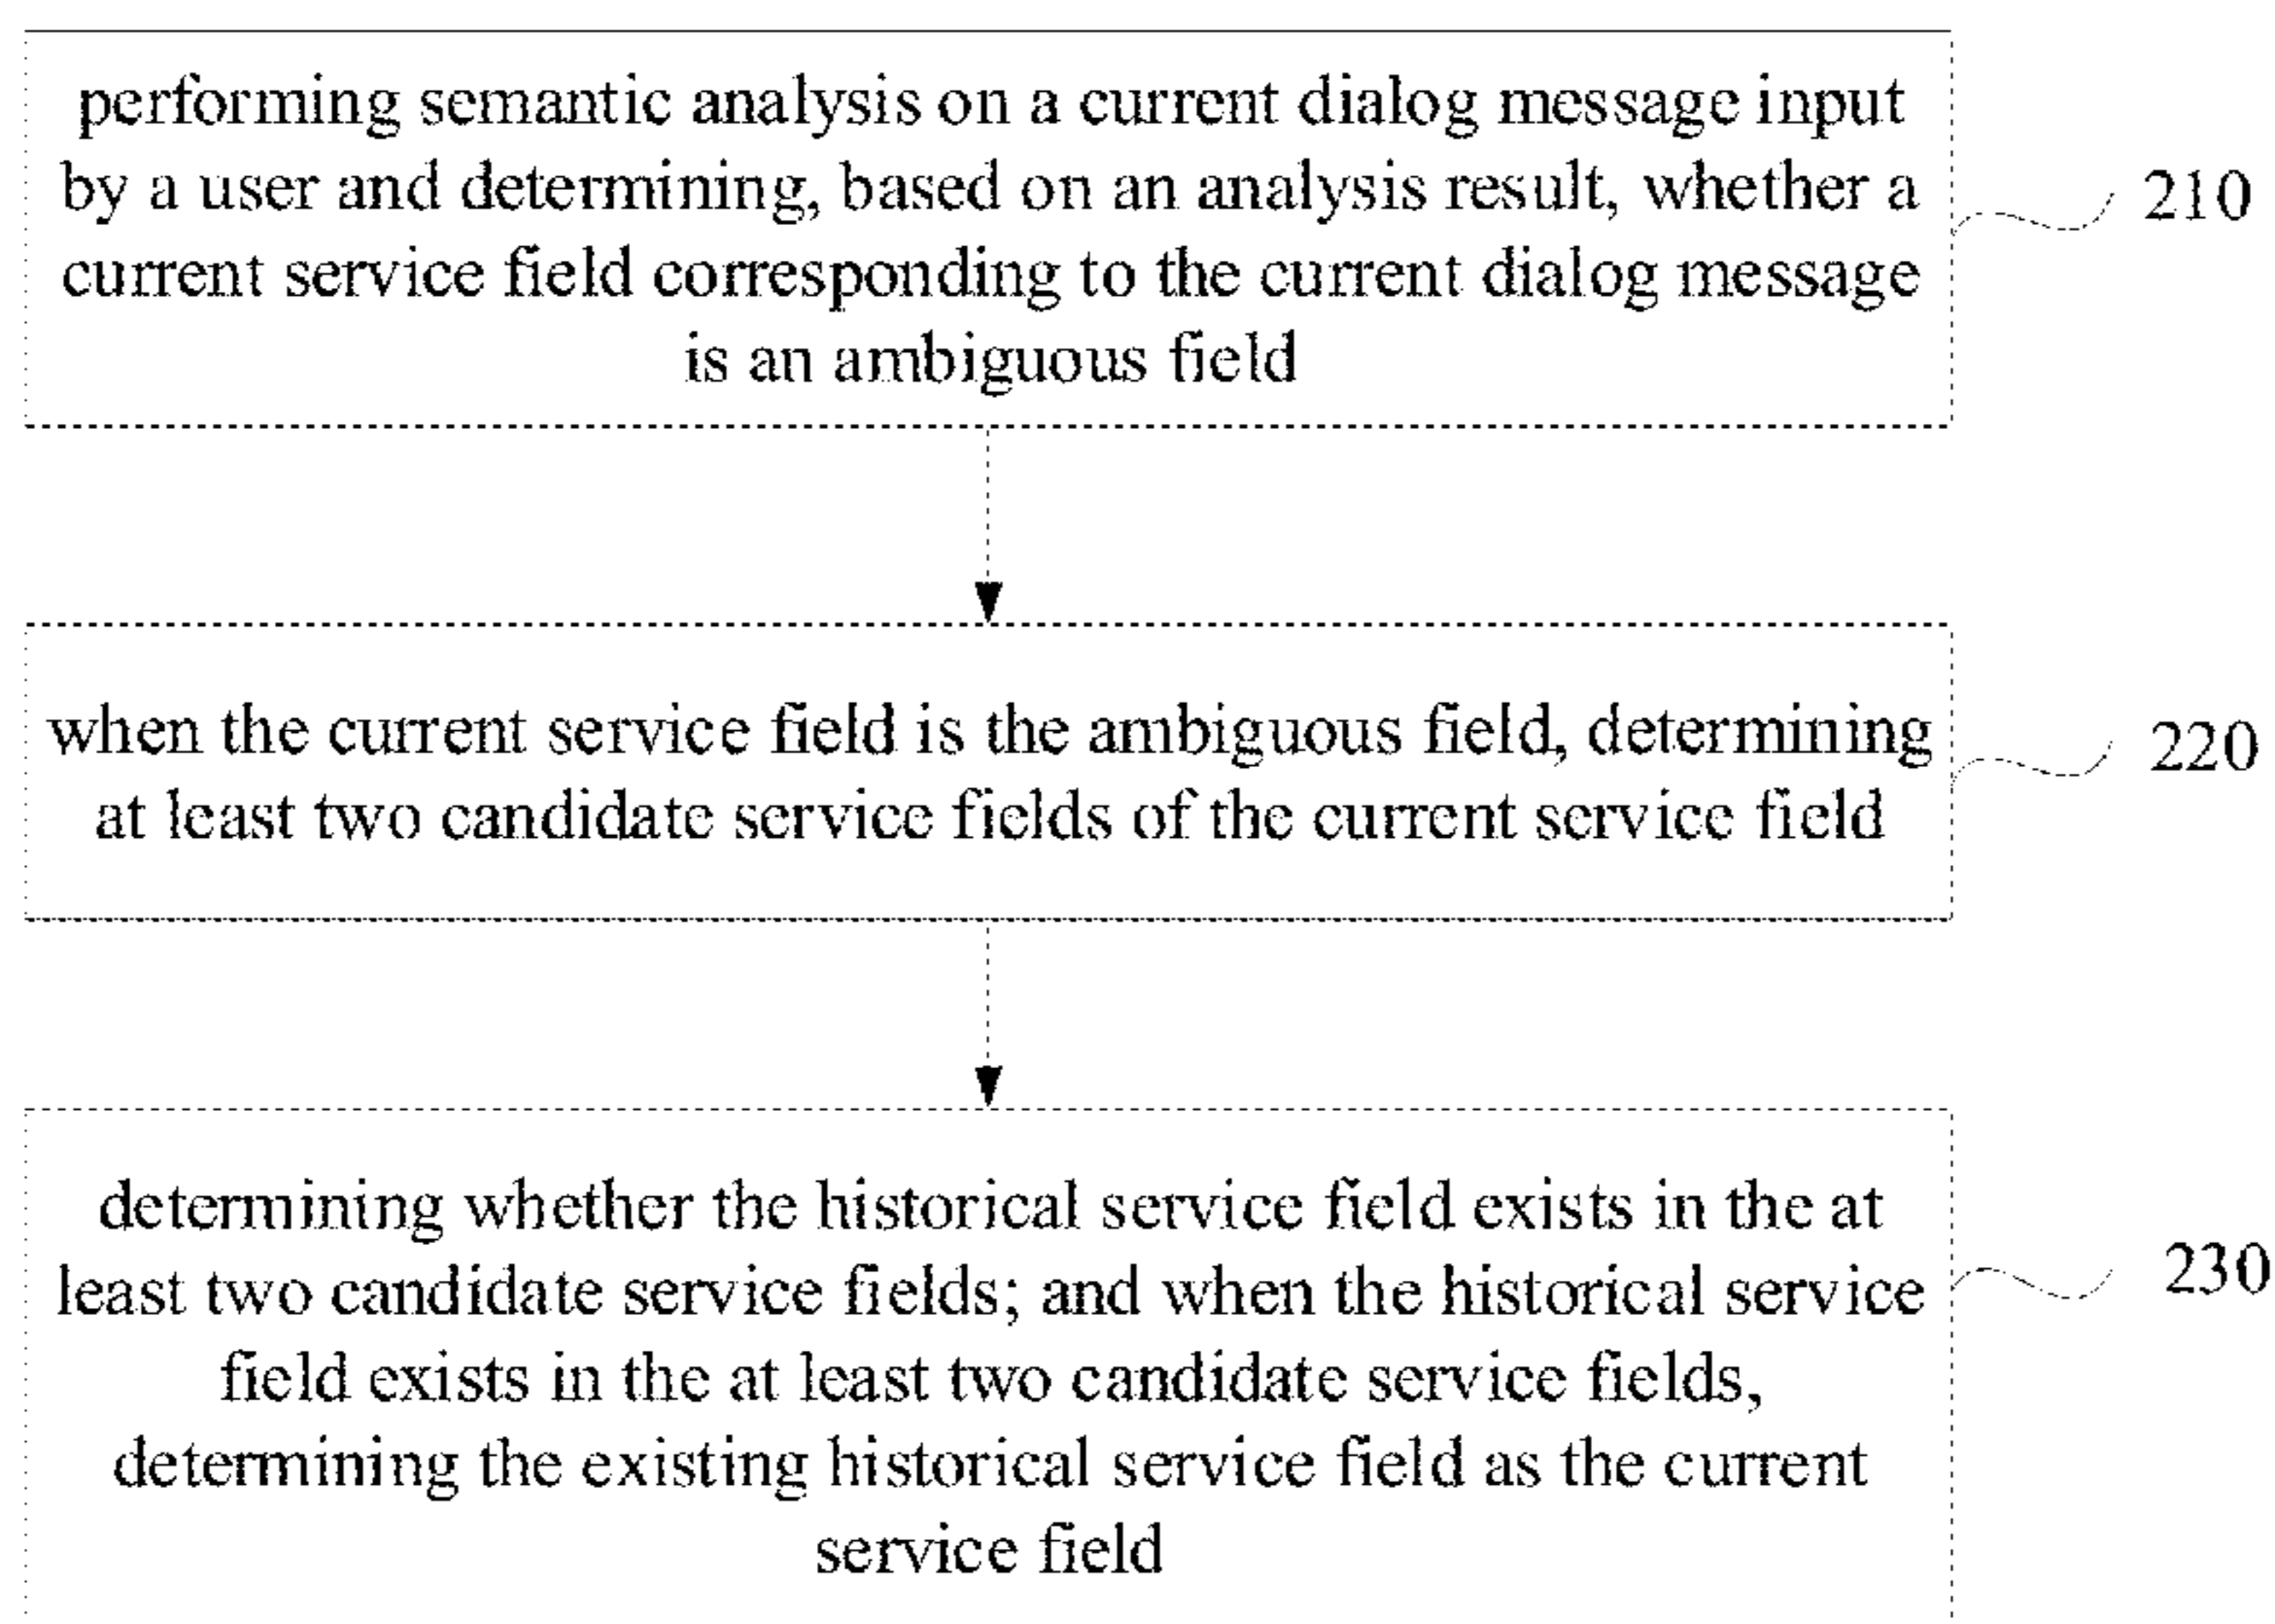 performing semantic analysis on a current dialog message input
by a user and determining, based on an analysis result, whether a
current service field corresponding to the current dialog message
is an ambiguous field
210
when the current service field is the ambiguous field, determining
at least two candidate service fields of the current service field
220
determining whether the historical service field exists in the at
least two candidate service fields; and when the historical service
field exists in the at least two candidate service fields,
determining the existing historical service field as the current
service field
230